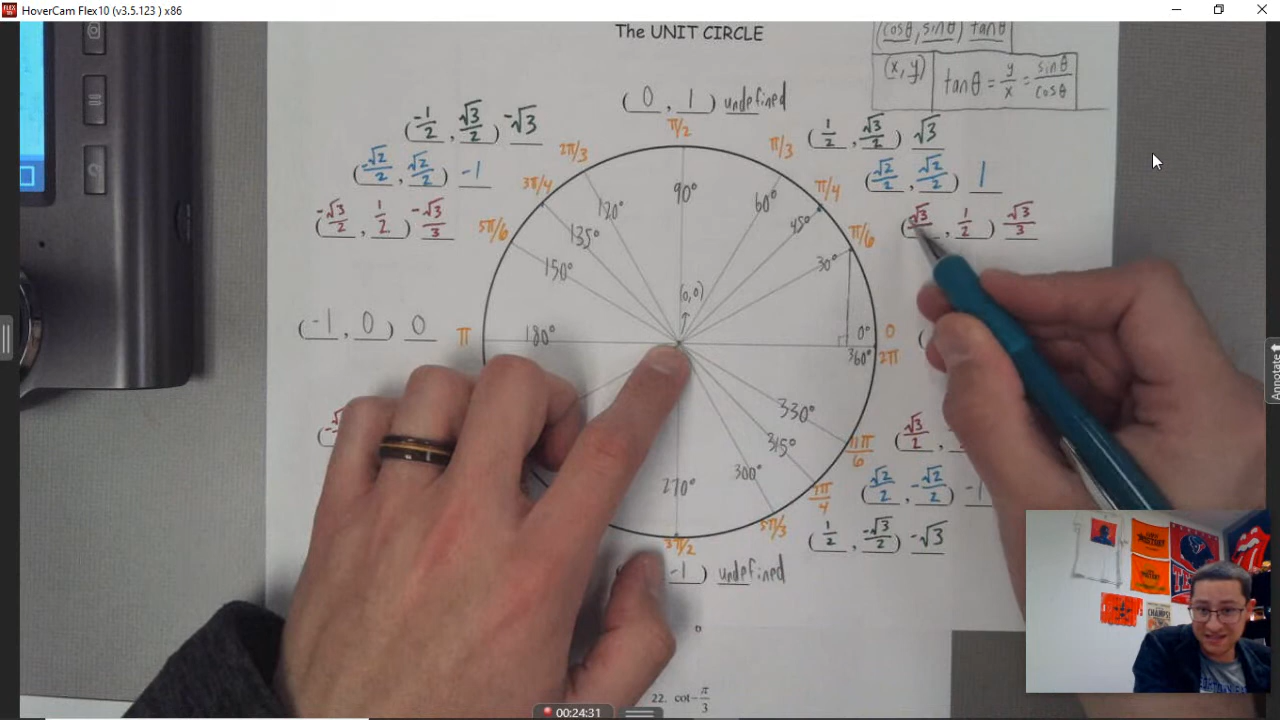 HoverCam Flex10 (v3.5.123 ) x86
The UNIT CIRCLE
(cosθ, sinθ) tanθ
(x, y) tanθ = y/x = sinθ/cosθ
(0, 1) undefined
π/2
(-1/2, √3/2) -√3
2π/3
(-√2/2, √2/2) -1
3π/4
(-√3/2, 1/2) -√3/3
5π/6
π/3 (1/2, √3/2) √3
π/4 (√2/2, √2/2) 1
π/6 (√3/2, 1/2) √3/3
120° 90° 60°
135° 45°
150° 30°
(0,0)
(-1, 0) 0 π 180°
0° 0
360° 2π
330° 11π/6 √3/2,
315° 7π/4 (√2/2, -√2/2) -1
300° 5π/3 (1/2, -√3/2) -√3
270°
3π/2
-1) undefined
22. cot -π/3
00:24:31
Annotate